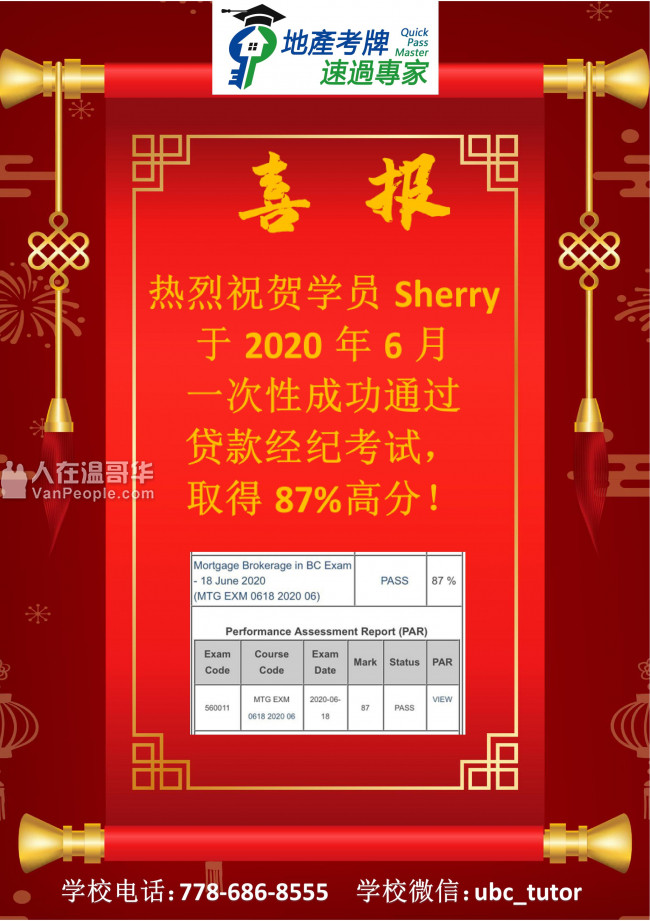 地產考牌
Quick
Pass
Master
速過專家
喜 报
热烈祝贺学员 Sherry
于 2020 年 6 月
一次性成功通过
贷款经纪考试，
取得 87%高分！
人在温哥华
VanPeople.com
Mortgage Brokerage in BC Exam
- 18 June 2020
(MTG EXM 0618 2020 06)
PASS
87 %
Performance Assessment Report (PAR)
Exam Code Course Code Exam Date Mark Status PAR
560011 MTG EXM 0618 2020 06 2020-06-18 87 PASS VIEW
学校电话：778-686-8555 学校微信：ubc_tutor